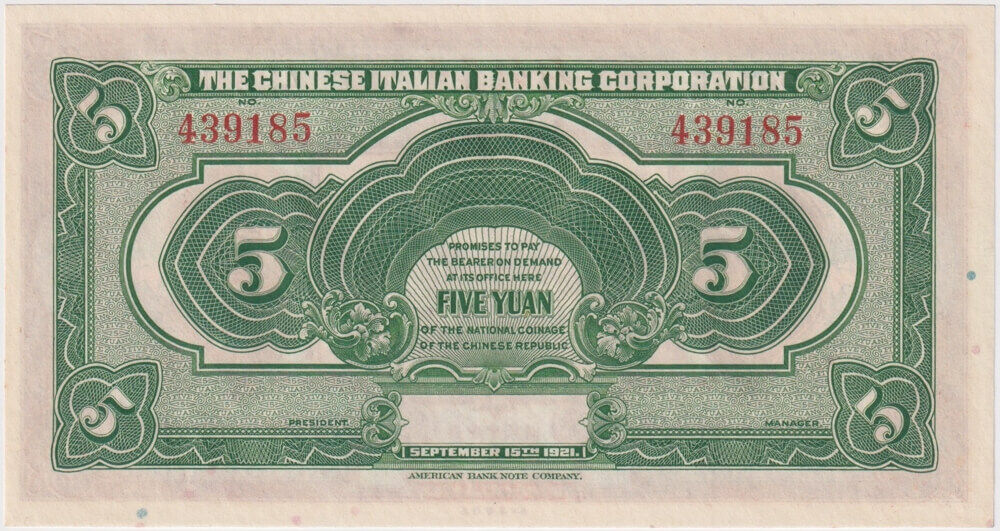 THE CHINESE ITALIAN BANKING CORPORATION
5
5
NO.
NO.
439185
439185
5
5
PROMISES TO PAY
THE BEARER ON DEMAND
AT ITS OFFICE HERE
FIVE YUAN
OF THE NATIONAL COINAGE
OF THE CHINESE REPUBLIC
5
5
PRESIDENT.
MANAGER.
SEPTEMBER 15TH 1921.
AMERICAN BANK NOTE COMPANY.